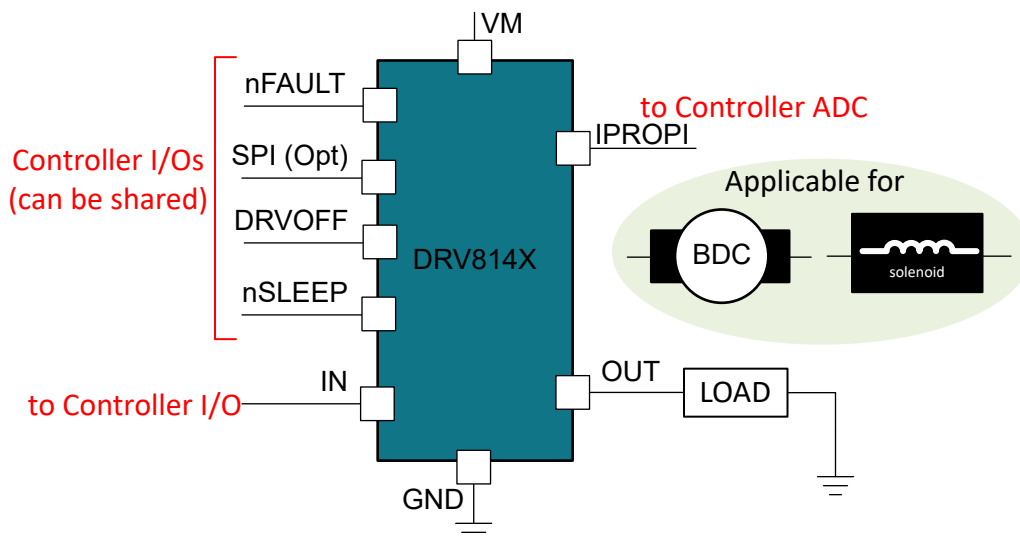 VM
nFAULT
SPI (Opt)
DRVOFF
nSLEEP
IN
Controller I/Os
(can be shared)
to Controller I/O
DRV814X
GND
to Controller ADC
IPROPI
Applicable for
BDC
solenoid
OUT
LOAD